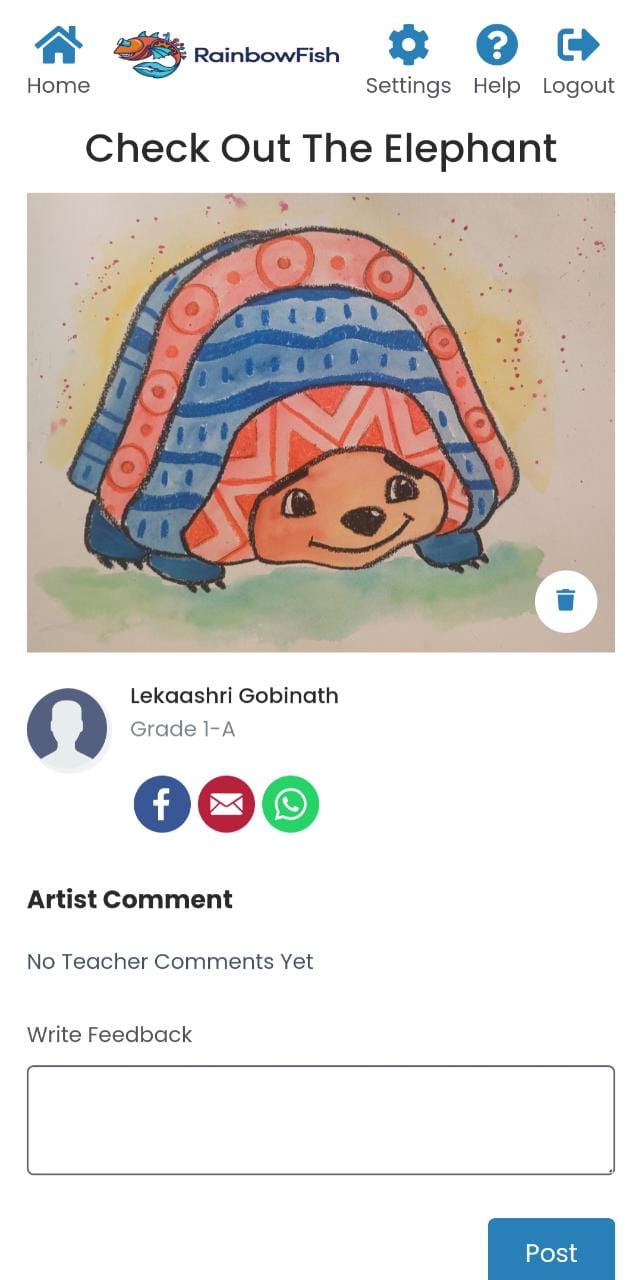 RainbowFish
Home Settings Help Logout
Check Out The Elephant
Lekaashri Gobinath
Grade 1-A
Artist Comment
No Teacher Comments Yet
Write Feedback
Post